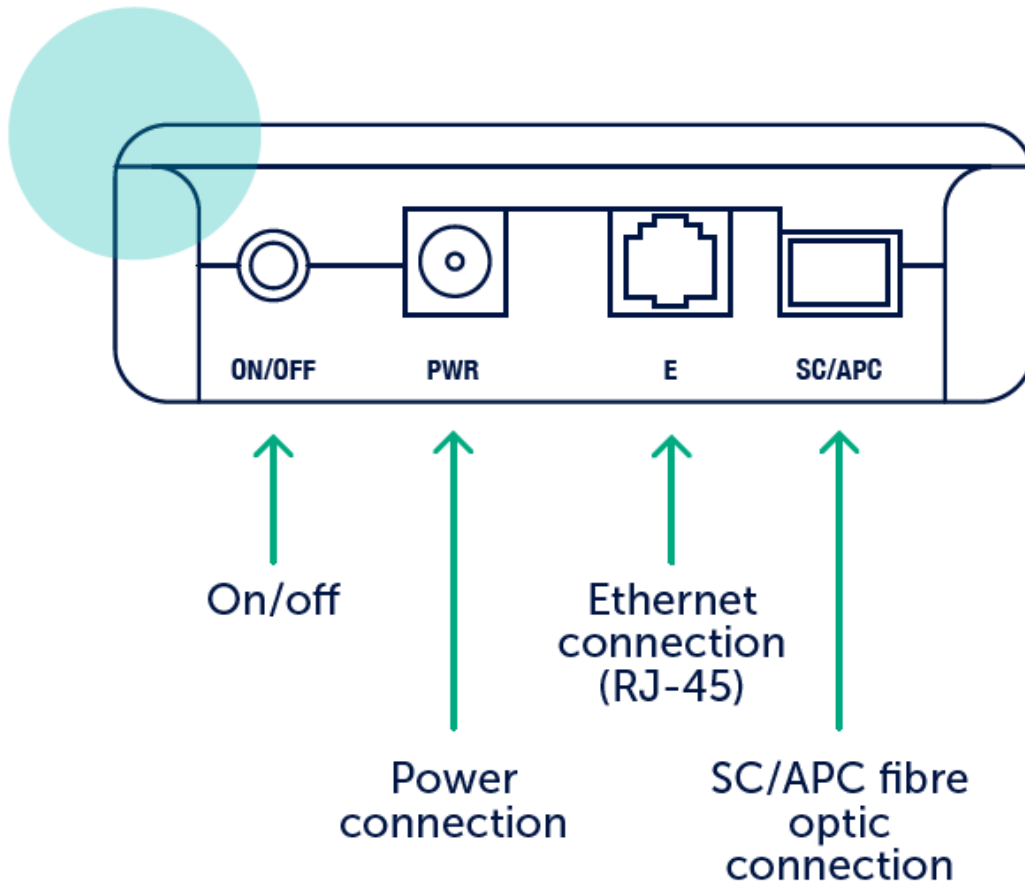 ON/OFF PWR E SC/APC
On/off
Ethernet
connection
(RJ-45)
Power
connection
SC/APC fibre
optic
connection